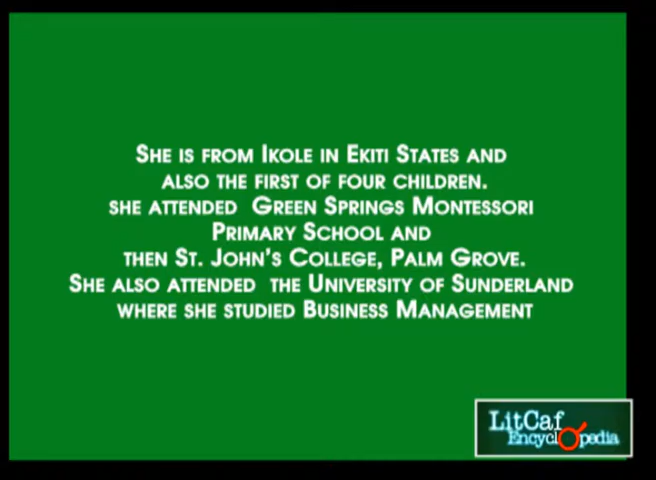 She is from Ikole in Ekiti States and
also the first of four children.
she attended Green Springs Montessori
Primary School and
then St. John's College, Palm Grove.
She also attended the University of Sunderland
where she studied Business Management
LitCaf
Encyclopedia